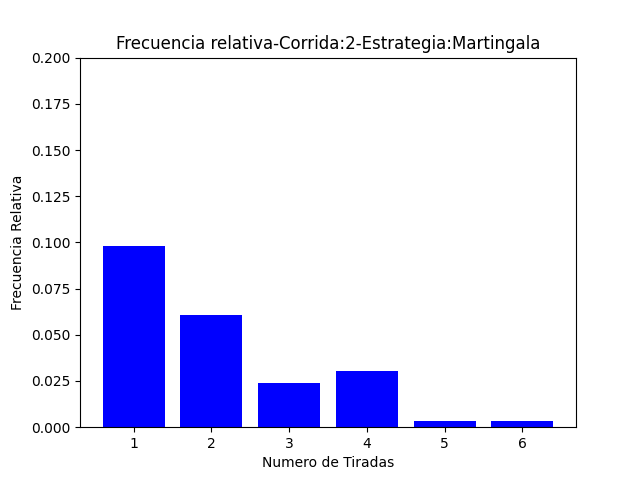 Frecuencia relativa-Corrida:2-Estrategia:Martingala
0.200
0.175
0.150
0.125
0.100
0.075
0.050
0.025
0.000
Frecuencia Relativa
1 2 3 4 5 6
Numero de Tiradas